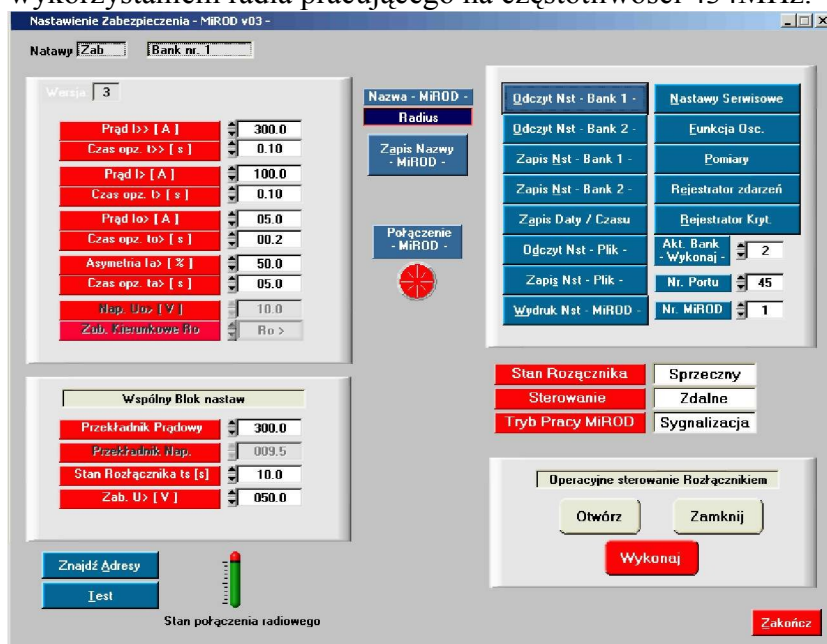 wykorzystaniem radia pracującego na częstotliwości 434MHz.
Nastawienie Zabezpieczenia - MiROD v03 -
Natawy Zab Bank nr. 1
Wersja 3
Prąd I>> [ A ] 300.0
Czas opz. t>> [ s ] 0.10
Prąd I> [ A ] 100.0
Czas opz. t> [ s ] 0.10
Prąd Io> [ A ] 05.0
Czas opz. to> [ s ] 00.2
Asymetria Ia> [ % ] 50.0
Czas opz. ta> [ s ] 05.0
Nap. Uo> [ V ] 10.0
Zab. Kierunkowe Ro Ro >
Wspólny Blok nastaw
Przekładnik Prądowy 300.0
Przekładnik Nap. 009.5
Stan Rozłącznika ts [s] 10.0
Zab. U> [ V ] 050.0
Znajdź Adresy
Test
Stan połączenia radiowego
Nazwa - MiROD -
Radius
Zapis Nazwy
- MiROD -
Połączenie
- MiROD -
Odczyt Nst - Bank 1 - Nastawy Serwisowe
Odczyt Nst - Bank 2 - Funkcja Osc.
Zapis Nst - Bank 1 - Pomiary
Zapis Nst - Bank 2 - Rejestrator zdarzeń
Zapis Daty / Czasu Rejestrator Kryt.
Odczyt Nst - Plik - Akt. Bank
- Wykonaj - 2
Zapis Nst - Plik - Nr. Portu 45
Wydruk Nst - MiROD - Nr. MiROD 1
Stan Rozącznika Sprzeczny
Sterowanie Zdalne
Tryb Pracy MiROD Sygnalizacja
Operacyjne sterowanie Rozłącznikiem
Otwórz Zamknij
Wykonaj
Zakończ